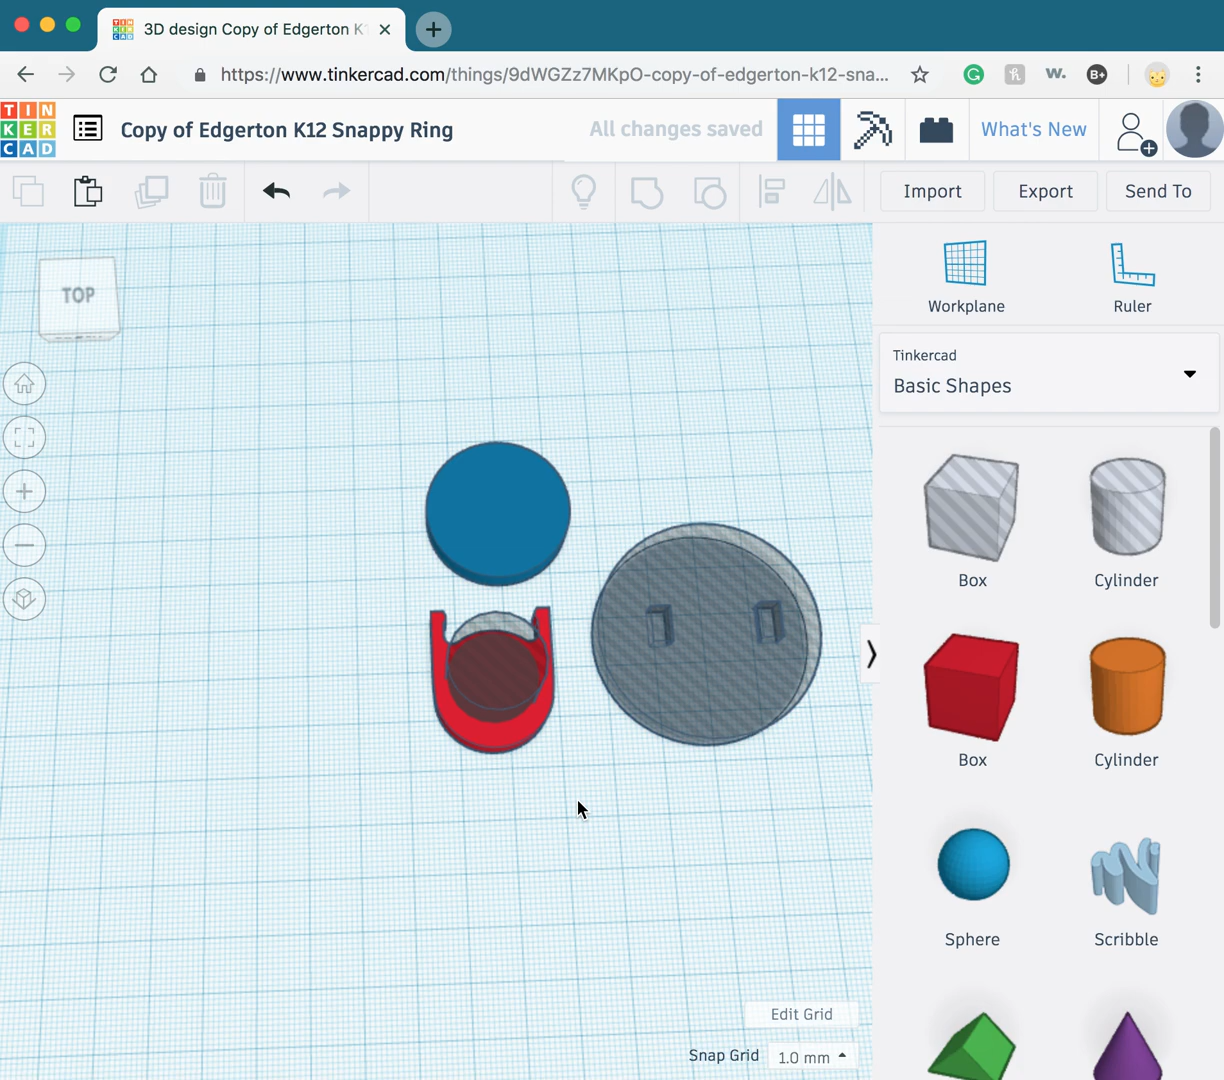 3D design Copy of Edgerton K1
https://www.tinkercad.com/things/9dWGZz7MKpO-copy-of-edgerton-k12-sna...
G
h
w.
B+
TIN
KER
CAD
Copy of Edgerton K12 Snappy Ring
All changes saved
What's New
Import
Export
Send To
TOP
Workplane
Ruler
Tinkercad
Basic Shapes
Box
Cylinder
Box
Cylinder
Sphere
Scribble
Edit Grid
Snap Grid
1.0 mm